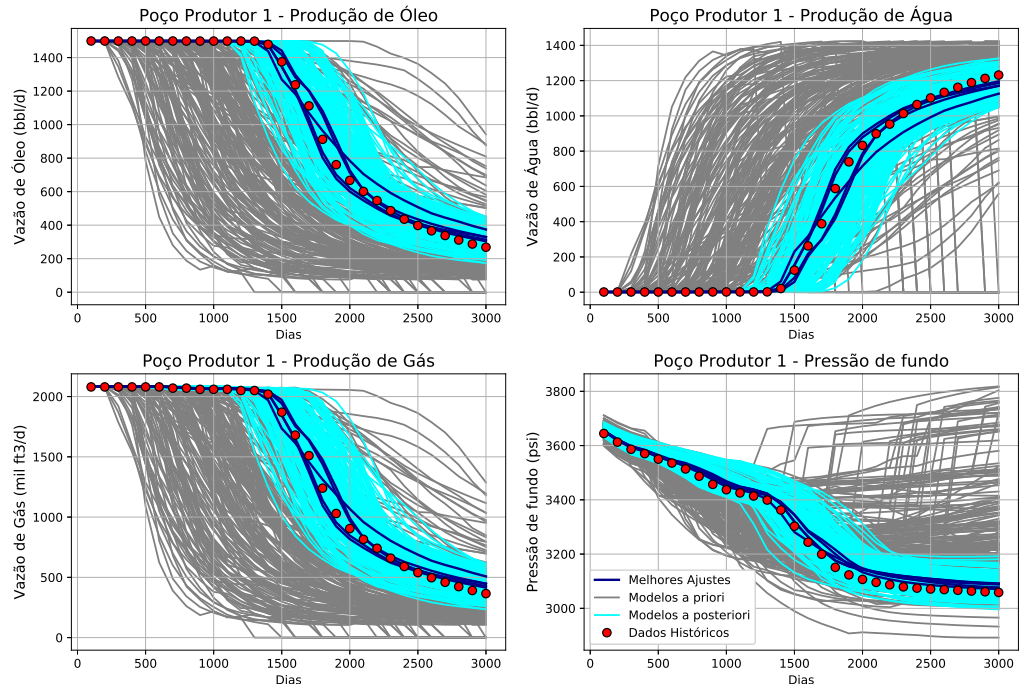 Poço Produtor 1 - Produção de Óleo
Vazão de Óleo (bbl/d)
1400
1200
1000
800
600
400
200
0
0 500 1000 1500 2000 2500 3000
Dias
Poço Produtor 1 - Produção de Água
Vazão de Água (bbl/d)
1400
1200
1000
800
600
400
200
0
0 500 1000 1500 2000 2500 3000
Dias
Poço Produtor 1 - Produção de Gás
Vazão de Gás (mil ft3/d)
2000
1500
1000
500
0
0 500 1000 1500 2000 2500 3000
Dias
Poço Produtor 1 - Pressão de fundo
Pressão de fundo (psi)
3800
3600
3400
3200
3000
Melhores Ajustes
Modelos a priori
Modelos a posteriori
Dados Históricos
0 500 1000 1500 2000 2500 3000
Dias